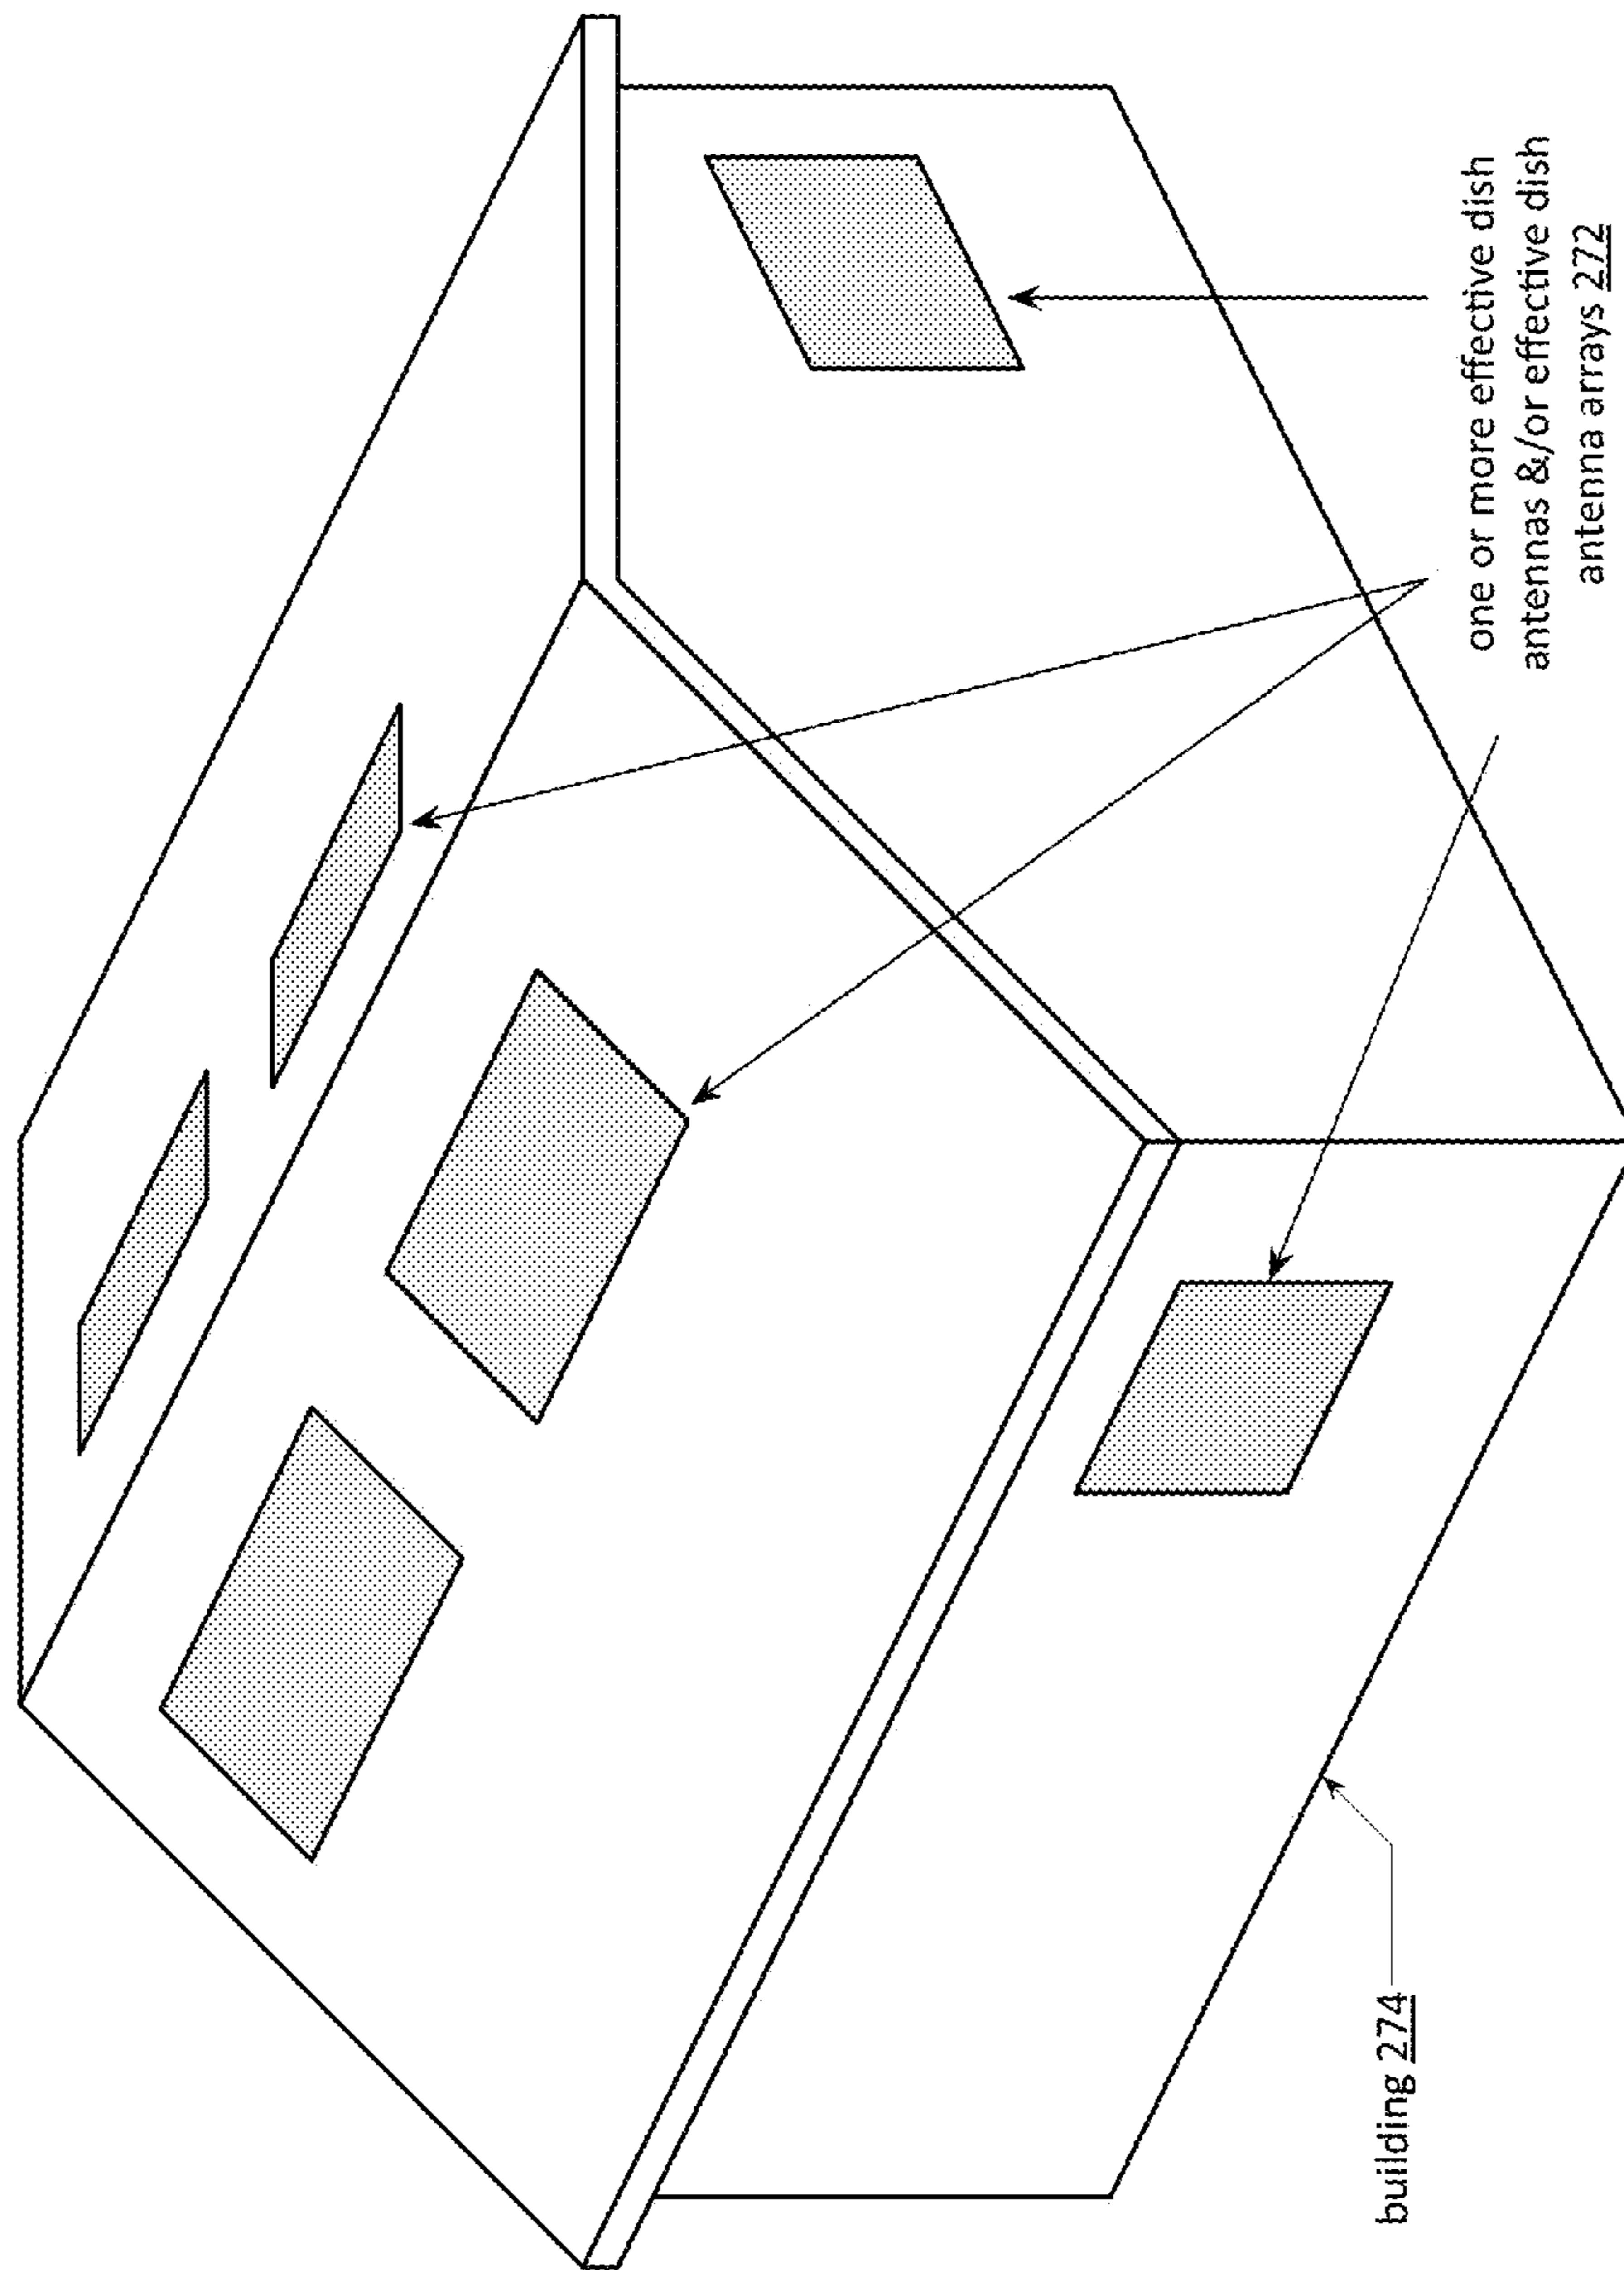 one or more effective dish
antennas &/or effective dish
antenna arrays 272
building 274